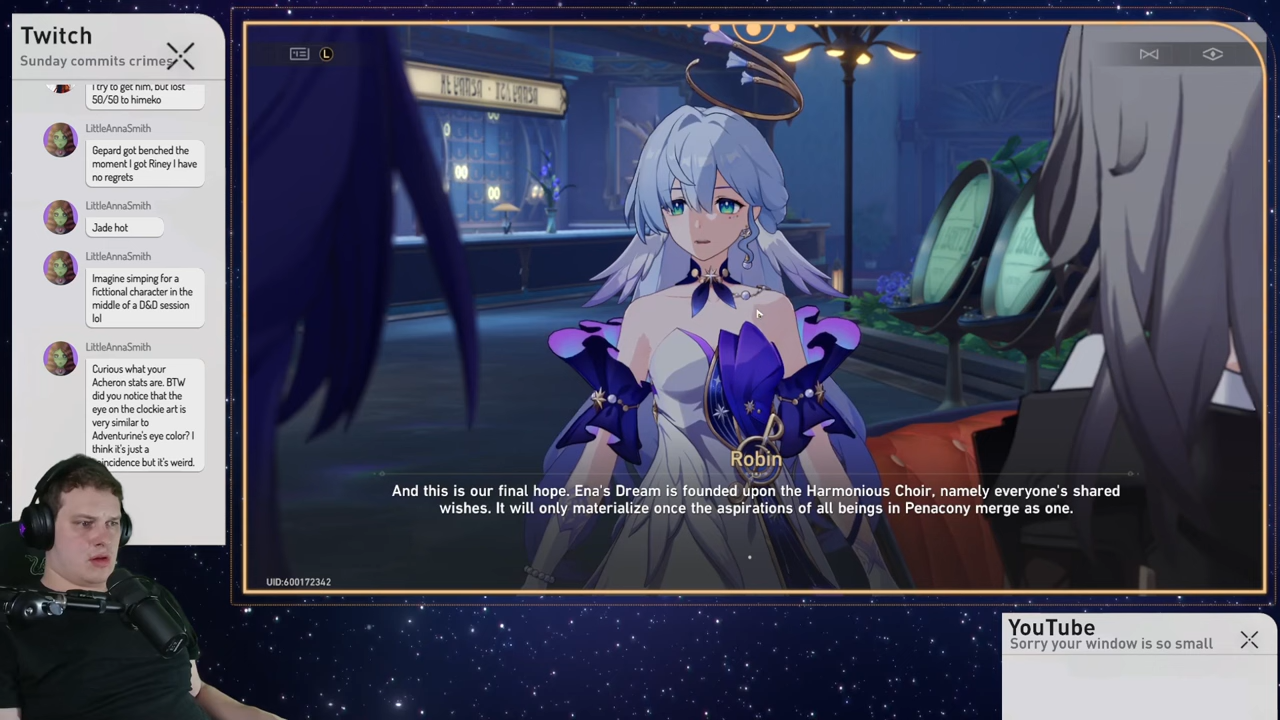 Twitch
Sunday commits crimes
I try to get him, but lost
50/50 to himeko
LittleAnnaSmith
Gepard got benched the
moment I got Riney I have
no regrets
LittleAnnaSmith
Jade hot
LittleAnnaSmith
Imagine simping for a
fictional character in the
middle of a D&D session
lol
LittleAnnaSmith
Curious what your
Acheron stats are. BTW
did you notice that the
eye on the clockie art is
very similar to
Adventurine's eye color? I
think it's just a
incidence but it's weird.
L
Robin
And this is our final hope. Ena's Dream is founded upon the Harmonious Choir, namely everyone's shared
wishes. It will only materialize once the aspirations of all beings in Penacony merge as one.
UID:600172342
YouTube
Sorry your window is so small